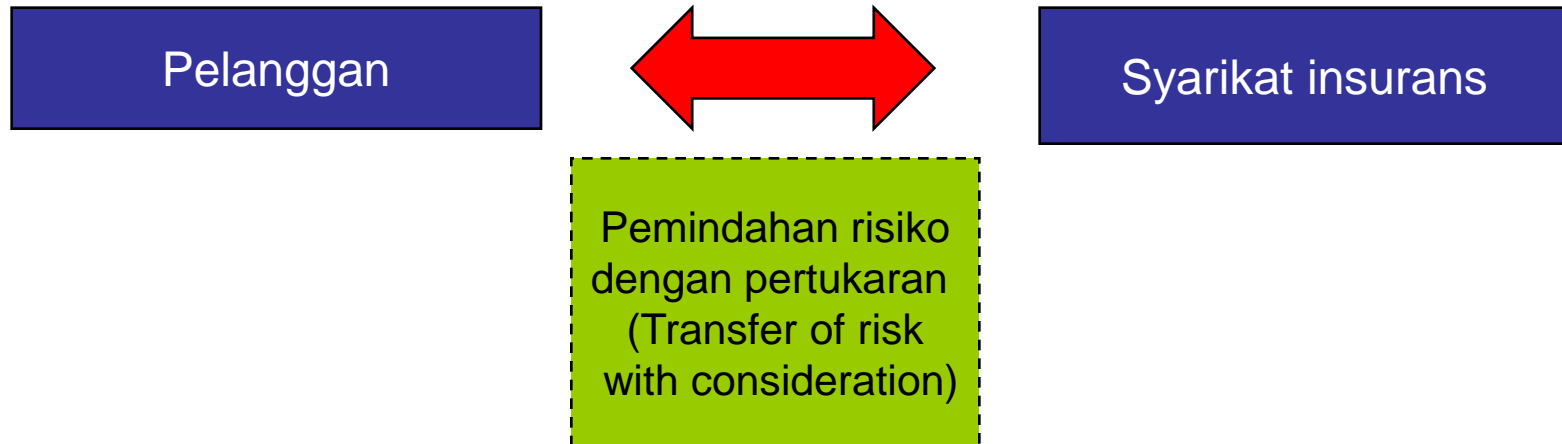 Pelanggan
Syarikat insurans
Pemindahan risiko
dengan pertukaran
(Transfer of risk
with consideration)